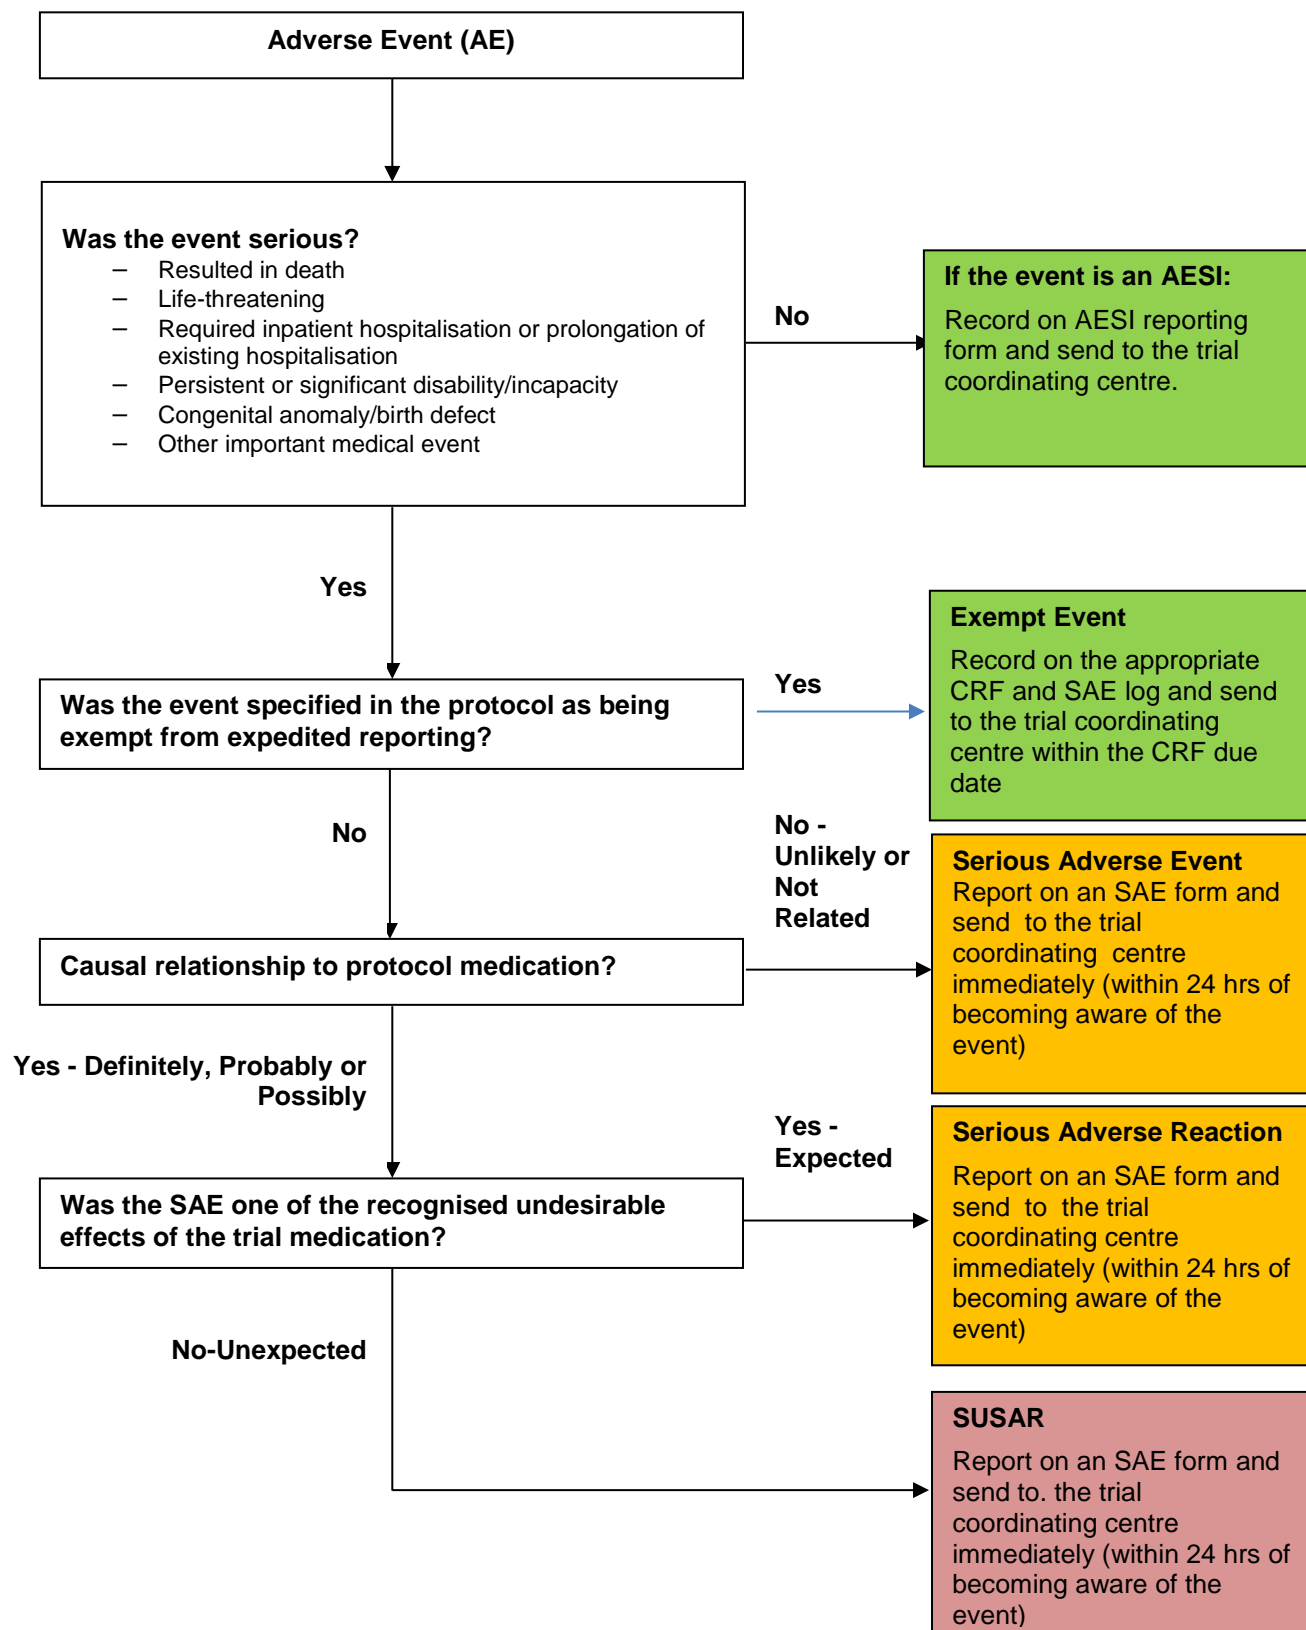 Adverse Event (AE)
Was the event serious?
– Resulted in death
– Life-threatening
– Required inpatient hospitalisation or prolongation of
existing hospitalisation
– Persistent or significant disability/incapacity
– Congenital anomaly/birth defect
– Other important medical event
No
If the event is an AESI:
Record on AESI reporting
form and send to the trial
coordinating centre.
Yes
Was the event specified in the protocol as being
exempt from expedited reporting?
Yes
Exempt Event
Record on the appropriate
CRF and SAE log and send
to the trial coordinating
centre within the CRF due
date
No
No -
Unlikely or
Not
Related
Causal relationship to protocol medication?
Serious Adverse Event
Report on an SAE form and
send to the trial
coordinating centre
immediately (within 24 hrs of
becoming aware of the
event)
Yes - Definitely, Probably or
Possibly
Yes -
Expected
Was the SAE one of the recognised undesirable
effects of the trial medication?
Serious Adverse Reaction
Report on an SAE form and
send to the trial
coordinating centre
immediately (within 24 hrs of
becoming aware of the
event)
No-Unexpected
SUSAR
Report on an SAE form and
send to. the trial
coordinating centre
immediately (within 24 hrs of
becoming aware of the
event)